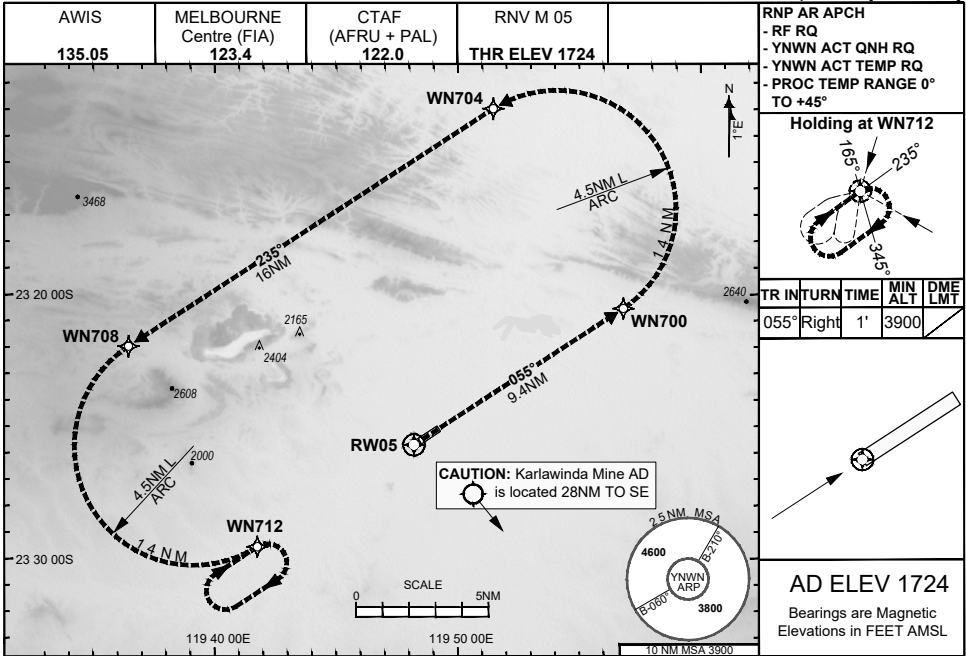 AWIS
135.05
MELBOURNE
Centre (FIA)
123.4
CTAF
(AFRU + PAL)
122.0
RNV M 05
THR ELEV 1724
RNP AR APCH
- RF RQ
- YNWN ACT QNH RQ
- YNWN ACT TEMP RQ
- PROC TEMP RANGE 0°
TO +45°
Holding at WN712
165°
235°
345°
TR IN TURN TIME MIN ALT DME LMT
055° Right 1' 3900
WN704
N
1°E
4.5NM L
ARC
14NM
3468
235°
16NM
23 20 00S
2640
WN700
WN708
2165
2404
2608
055°
9.4NM
RW05
2000
4.5NM L
ARC
CAUTION: Karlawinda Mine AD
is located 28NM TO SE
WN712
14NM
23 30 00S
SCALE
0 5NM
25NM MSA
4600
B-210°
YNWN
ARP
B-060°
3800
10 NM MSA 3900
119 40 00E
119 50 00E
AD ELEV 1724
Bearings are Magnetic
Elevations in FEET AMSL